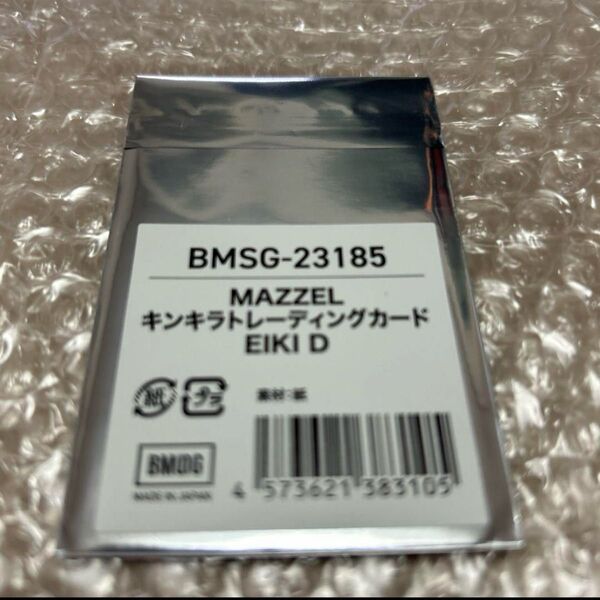 BMSG-23185
MAZZEL
キンキラトレーディングカード
EIKI D
紙 プラ
素材：紙
BMSG
MADE IN JAPAN
4 573621 383105